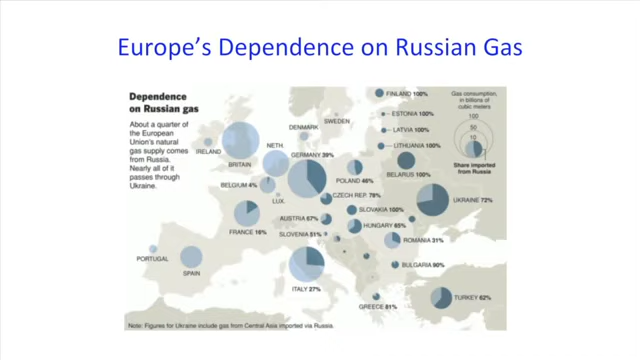 Europe's Dependence on Russian Gas
Dependence
on Russian gas
About a quarter of the
European Union's natural
gas supply comes
from Russia.
Nearly all of it
passes through
Ukraine.
Gas consumption,
in billions of
cubic meters
100
50
10
1
Share imported
from Russia
FINLAND 100%
SWEDEN
ESTONIA 100%
DENMARK
LATVIA 100%
LITHUANIA 100%
IRELAND
NETH.
BRITAIN
GERMANY 39%
BELARUS 100%
POLAND 46%
BELGIUM 4%
CZECH REP. 78%
UKRAINE 72%
LUX.
SLOVAKIA 100%
AUSTRIA 67%
HUNGARY 65%
FRANCE 16%
SLOVENIA 51%
ROMANIA 31%
PORTUGAL
SPAIN
BULGARIA 90%
ITALY 27%
TURKEY 62%
GREECE 81%
Note: Figures for Ukraine include gas from Central Asia imported via Russia.